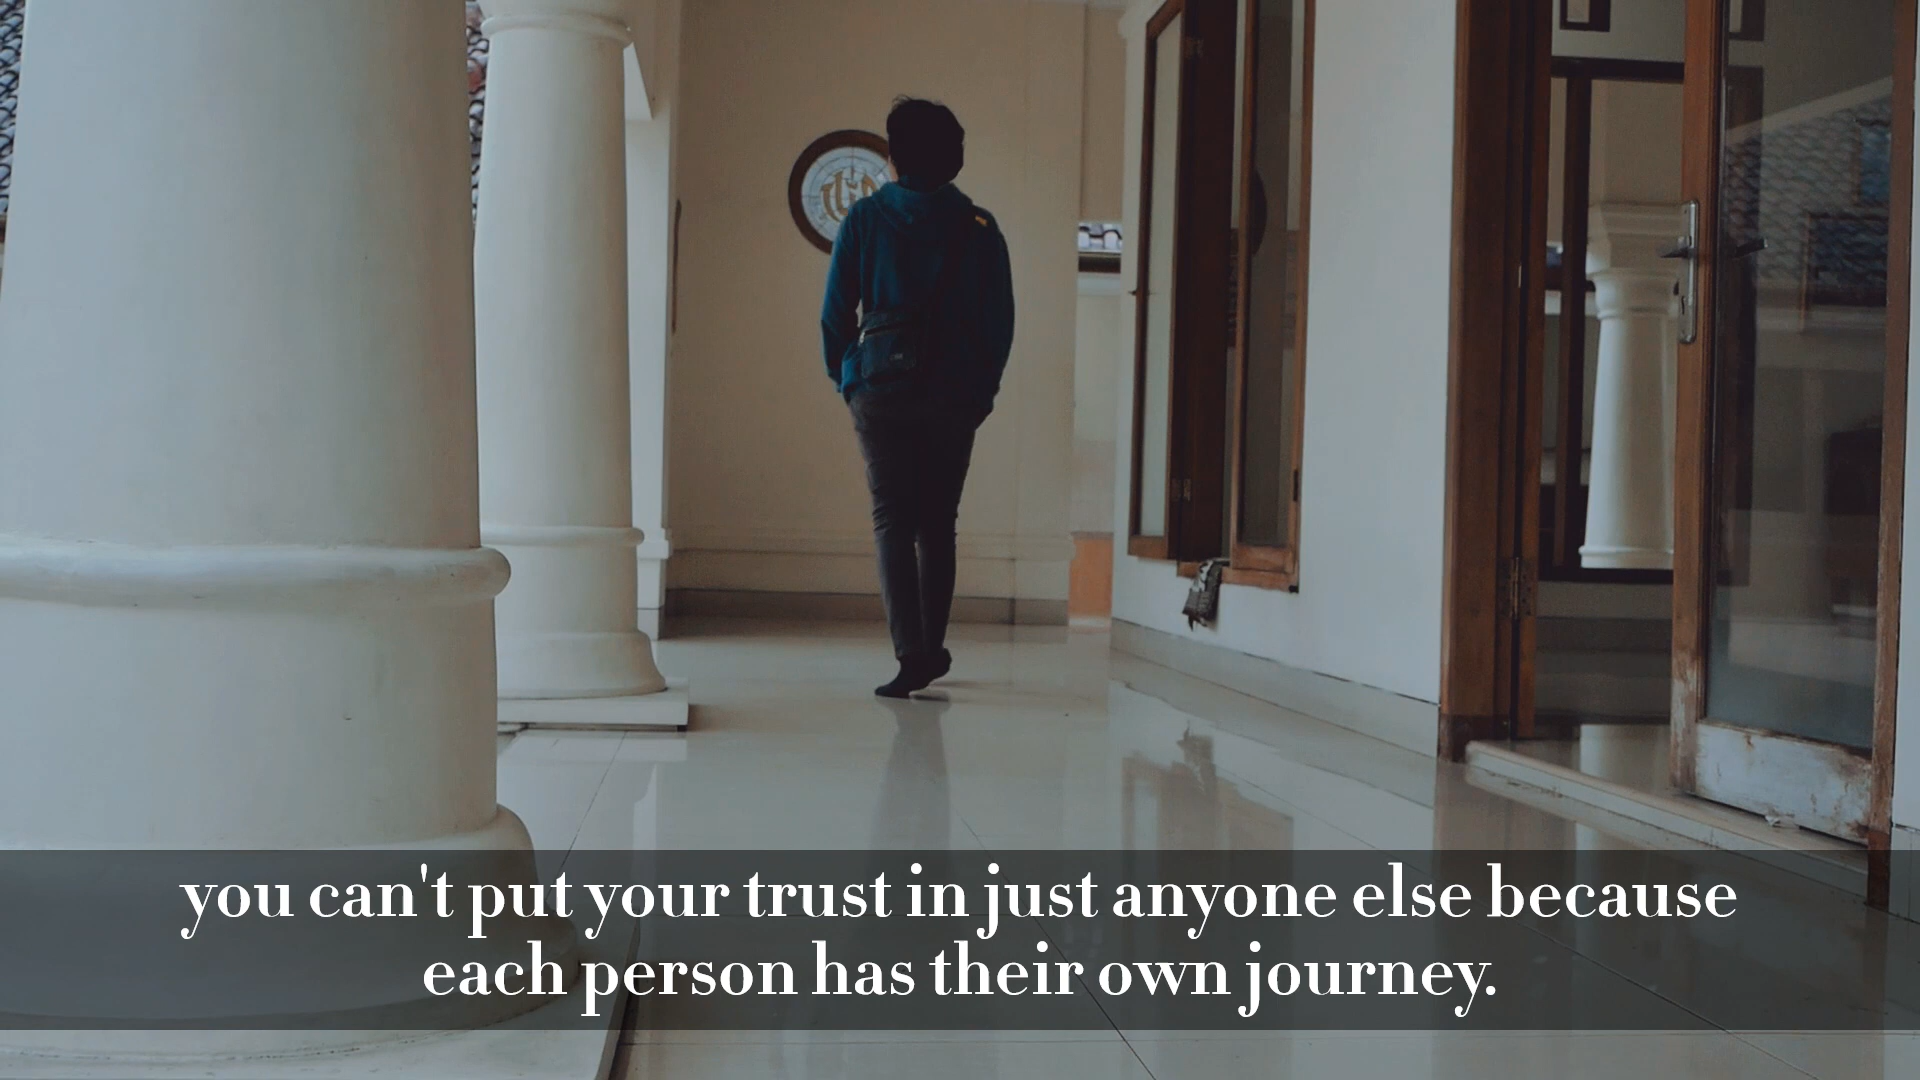 you can't put your trust in just anyone else because
each person has their own journey.